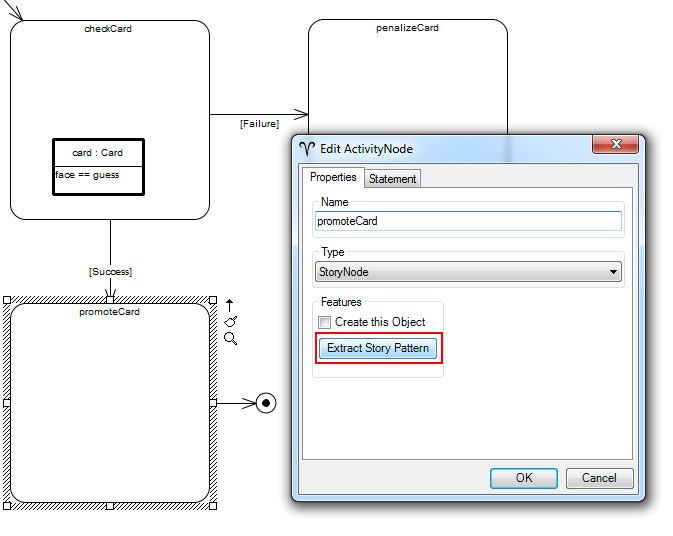 checkCard
penalizeCard
[Failure]
card : Card
face == guess
[Success]
promoteCard
Edit ActivityNode
Properties
Statement
Name
promoteCard
Type
StoryNode
Features
Create this Object
Extract Story Pattern
OK
Cancel